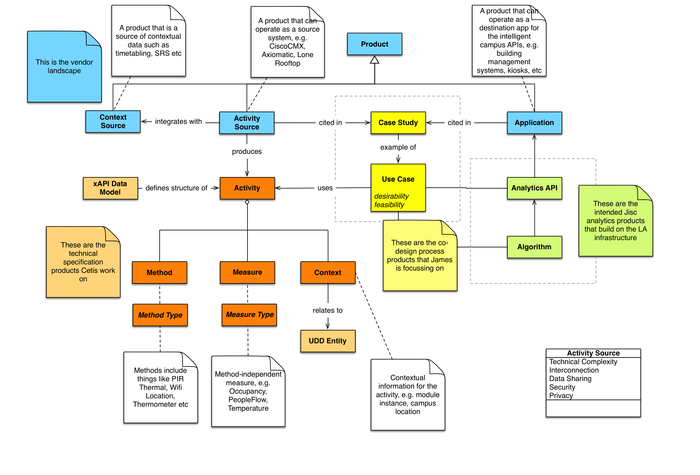 A product that is a
source of contextual
data such as
timetabling, SRS etc
A product that can
operate as a source
system, e.g.
CiscoCMX,
Axiomatic, Lone
Rooftop
A product that can
operate as a
destination app for
the intelligent
campus APIs, e.g.
building
management
systems, kiosks, etc
This is the vendor
landscape
Product
Context
Source
integrates with
Activity
Source
cited in
Case Study
cited in
Application
produces
example of
xAPI Data
Model
defines structure of
Activity
uses
Use Case
desirability
feasibility
Analytics API
These are the
intended Jisc
analytics products
that build on the LA
infrastructure
These are the
technical
specification
products Cetis work
on
These are the co-
design process
products that James
is focussing on
Algorithm
Method
Measure
Context
Method Type
Measure Type
relates to
UDD Entity
Methods include
things like PIR
Thermal, Wifi
Location,
Thermometer etc
Method-independent
measure, e.g.
Occupancy,
PeopleFlow,
Temperature
Contextual
information for the
activity, e.g. module
instance, campus
location
Activity Source
Technical Complexity
Interconnection
Data Sharing
Security
Privacy